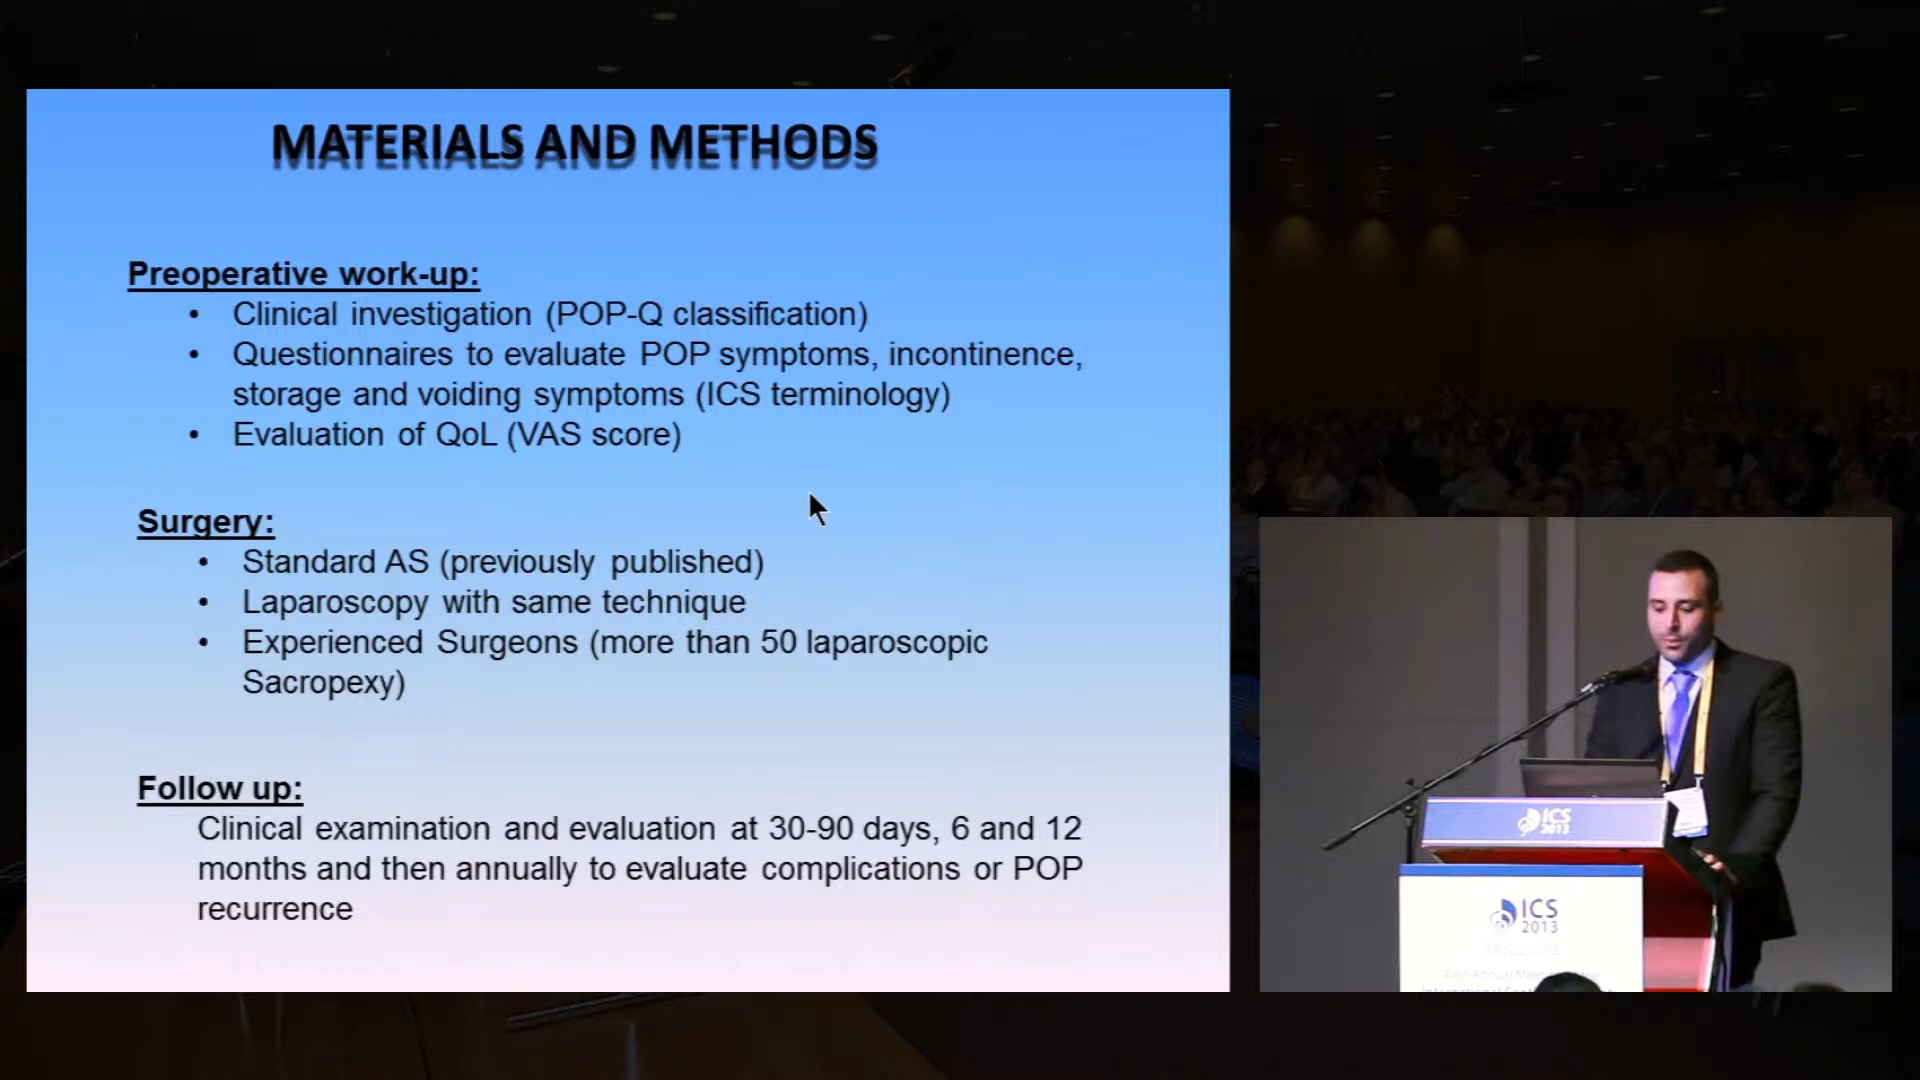 MATERIALS AND METHODS
Preoperative work-up:
• Clinical investigation (POP-Q classification)
• Questionnaires to evaluate POP symptoms, incontinence,
storage and voiding symptoms (ICS terminology)
• Evaluation of QoL (VAS score)
Surgery:
• Standard AS (previously published)
• Laparoscopy with same technique
• Experienced Surgeons (more than 50 laparoscopic
Sacropexy)
Follow up:
Clinical examination and evaluation at 30-90 days, 6 and 12
months and then annually to evaluate complications or POP
recurrence
ICS
2013
ICS
2013